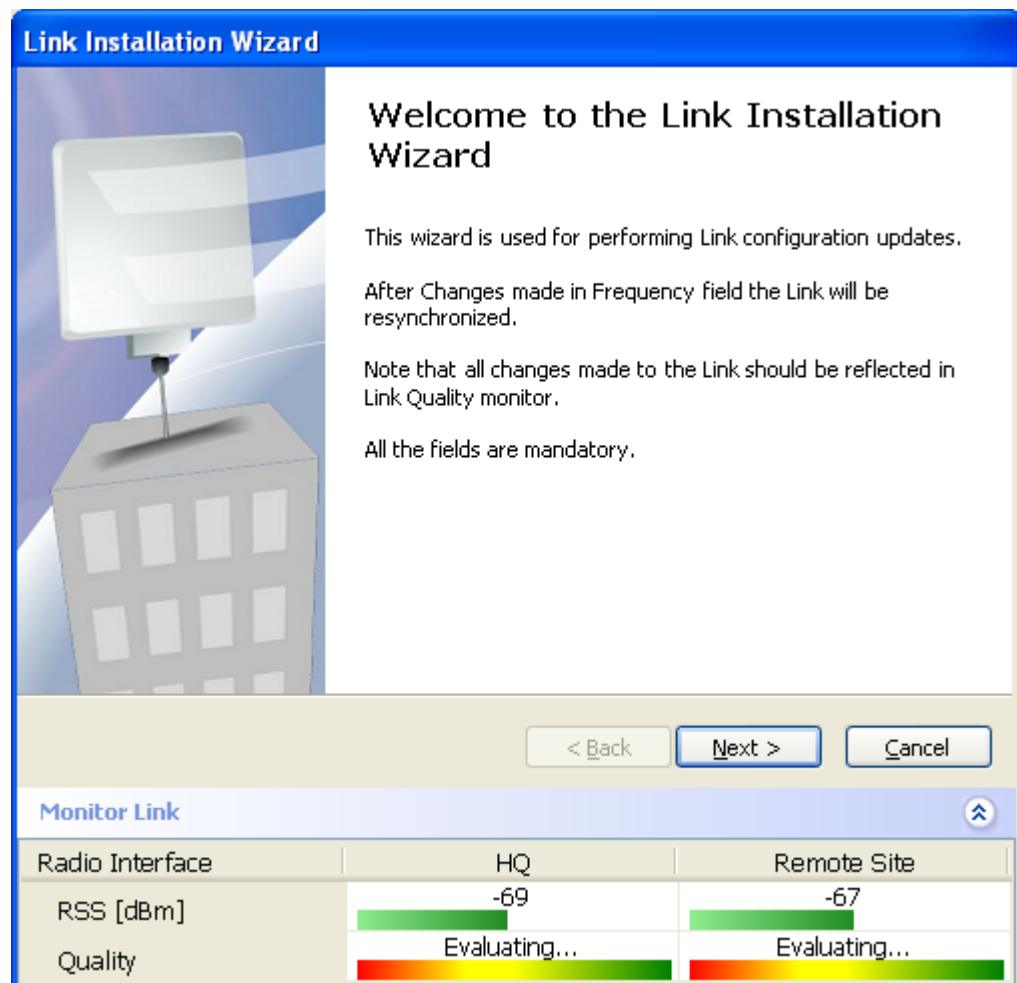 Link Installation Wizard
Welcome to the Link Installation
Wizard
This wizard is used for performing Link configuration updates.
After Changes made in Frequency field the Link will be
resynchronized.
Note that all changes made to the Link should be reflected in
Link Quality monitor.
All the fields are mandatory.
< Back Next > Cancel
Monitor Link
Radio Interface HQ Remote Site
RSS [dBm] -69 -67
Quality Evaluating... Evaluating...